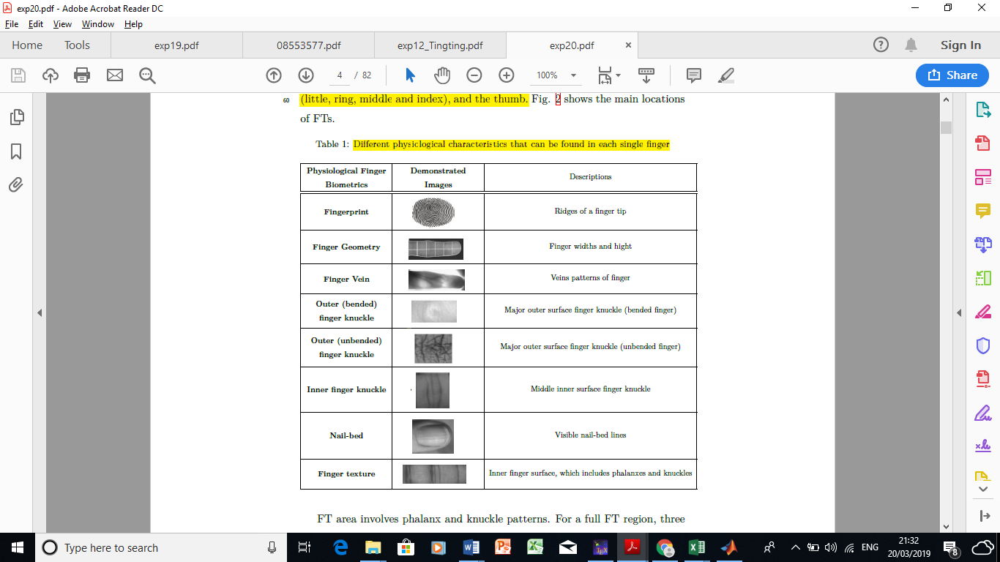 exp20.pdf - Adobe Acrobat Reader DC
File Edit View Window Help
Home Tools exp19.pdf 08553577.pdf exp12_Tingting.pdf exp20.pdf × ? Sign In
4 / 82 100% Share
60 (little, ring, middle and index), and the thumb. Fig. 2 shows the main locations
of FTs.
Table 1: Different physiological characteristics that can be found in each single finger
Physiological Finger Biometrics Demonstrated Images Descriptions
Fingerprint Ridges of a finger tip
Finger Geometry Finger widths and hight
Finger Vein Veins patterns of finger
Outer (bended) finger knuckle Major outer surface finger knuckle (bended finger)
Outer (unbended) finger knuckle Major outer surface finger knuckle (unbended finger)
Inner finger knuckle Middle inner surface finger knuckle
Nail-bed Visible nail-bed lines
Finger texture Inner finger surface, which includes phalanxes and knuckles
FT area involves phalanx and knuckle patterns. For a full FT region, three
Type here to search ENG 21:32
20/03/2019 8